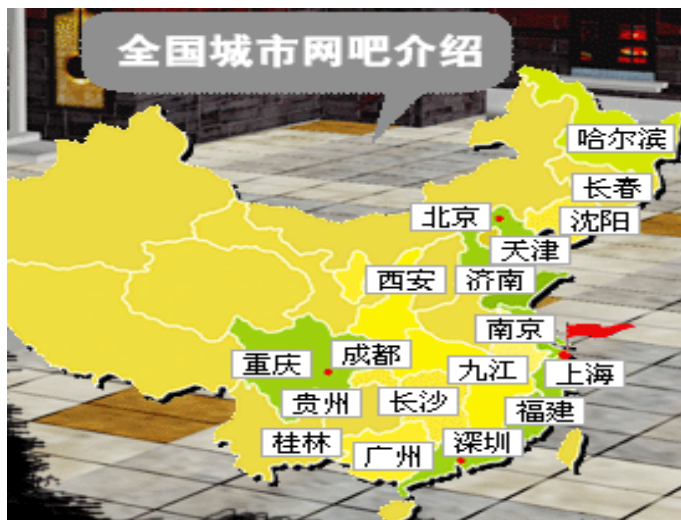 全国城市网吧介绍
哈尔滨
长春
北京
沈阳
天津
西安
济南
南京
重庆
成都
九江
上海
贵州
长沙
福建
桂林
广州
深圳